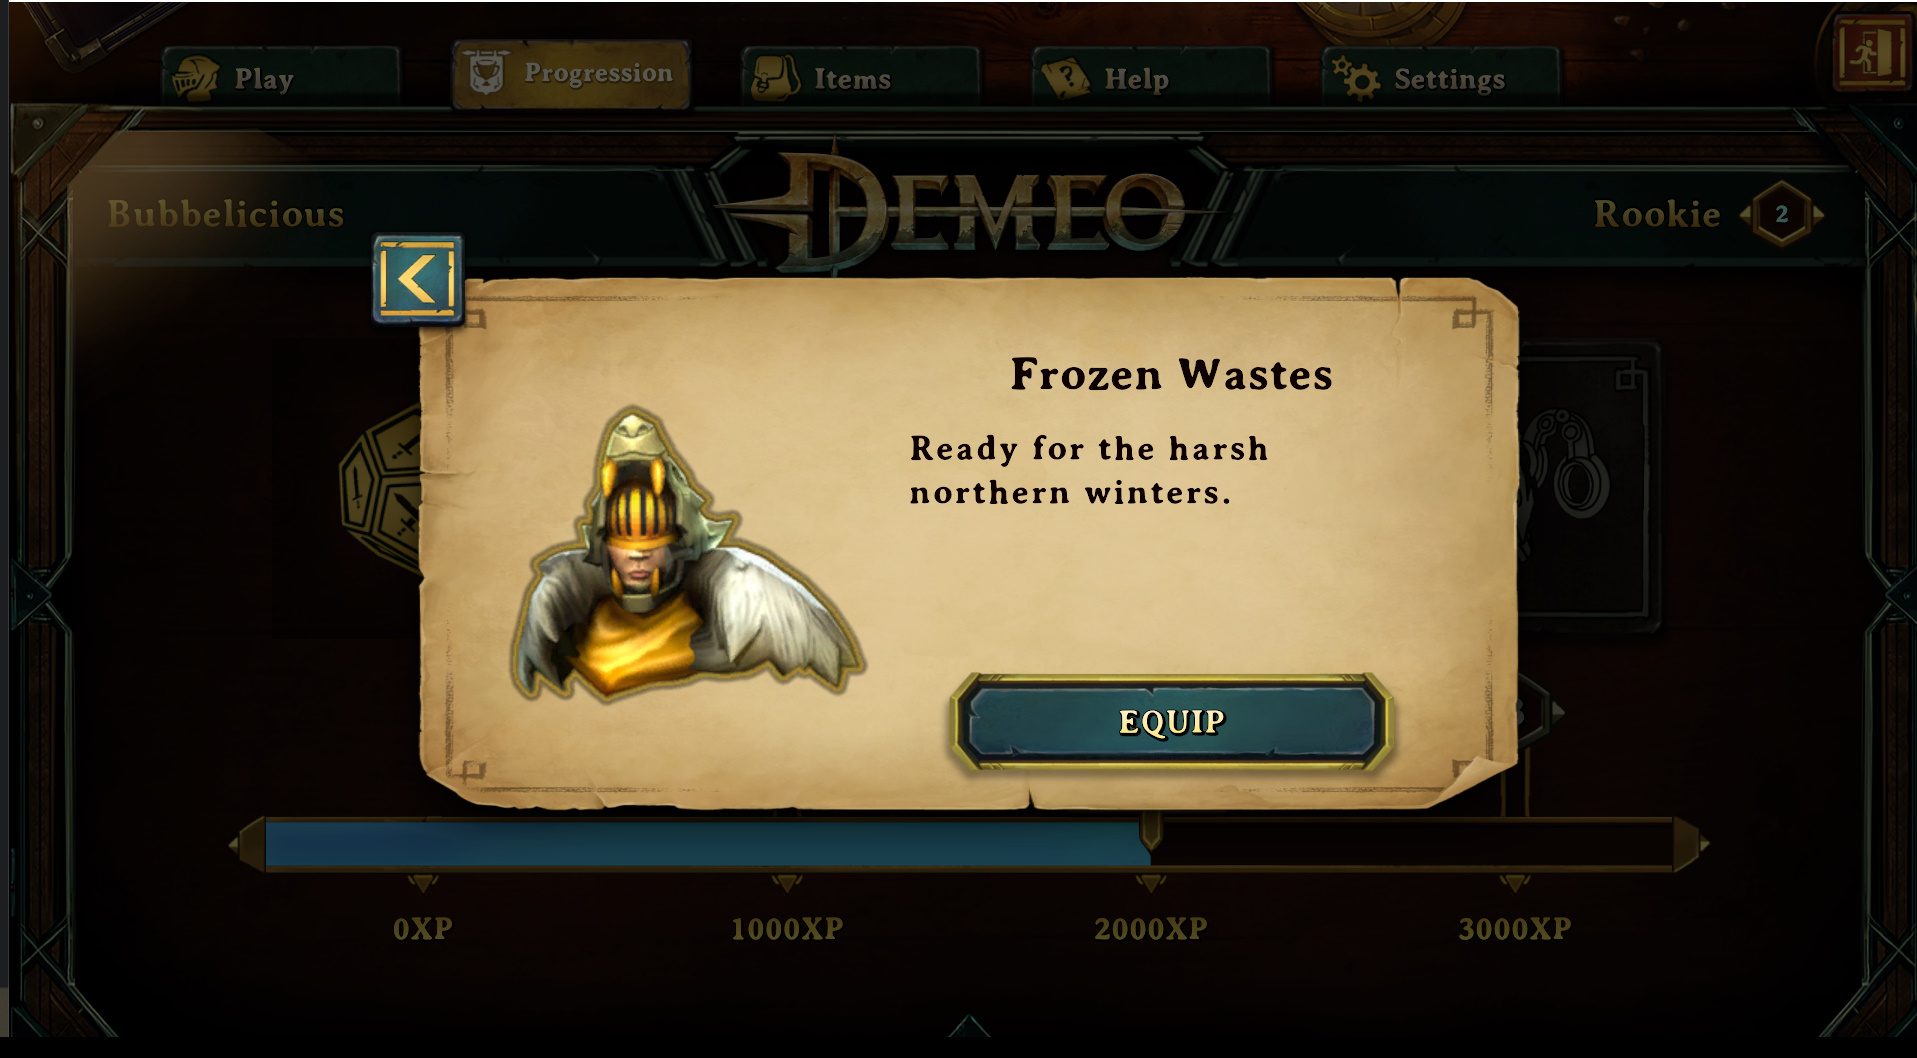 Play
Progression
Items
Help
Settings
Bubbelicious
DEMEO
Rookie
2
Frozen Wastes
Ready for the harsh
northern winters.
EQUIP
0XP
1000XP
2000XP
3000XP